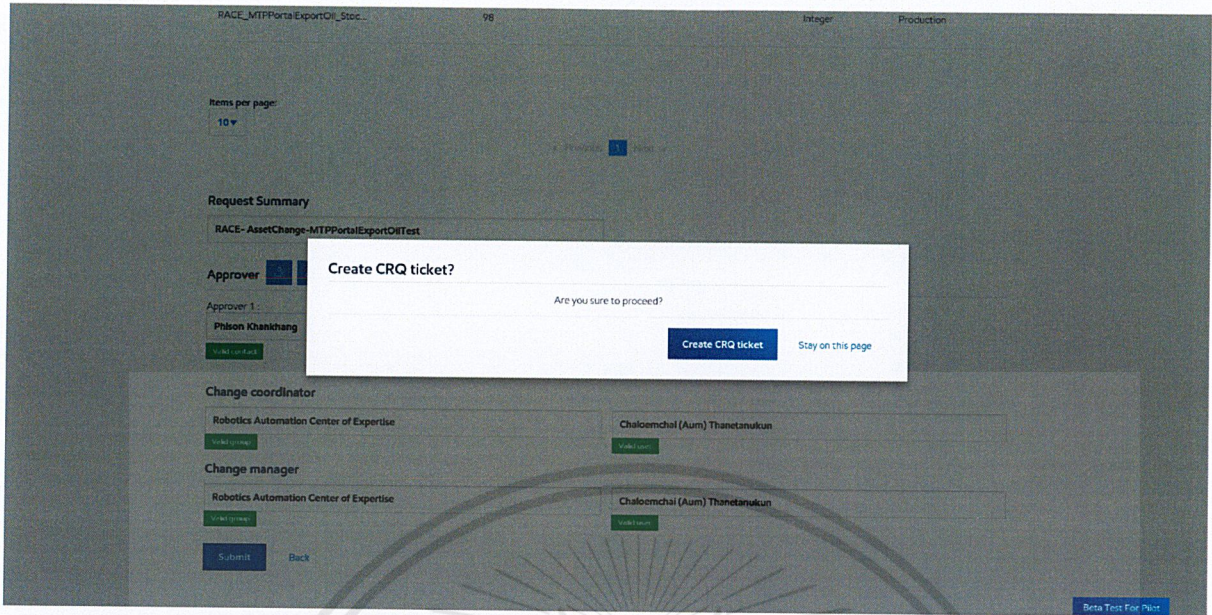 RACE_MTPPortalExportOil_Stoc... 98 Integer Production
Items per page:
10▾
« Previous 1 Next »
Request Summary
RACE- AssetChange-MTPPortalExportOilTest
Create CRQ ticket?
Approver
Are you sure to proceed?
Approver 1 :
Phison Khankhang
Create CRQ ticket Stay on this page
Valid contact
Change coordinator
Robotics Automation Center of Expertise Chaloemchai (Aum) Thanetanukun
Valid group Valid user
Change manager
Robotics Automation Center of Expertise Chaloemchai (Aum) Thanetanukun
Valid group Valid user
Submit Back
Beta Test For Pilot